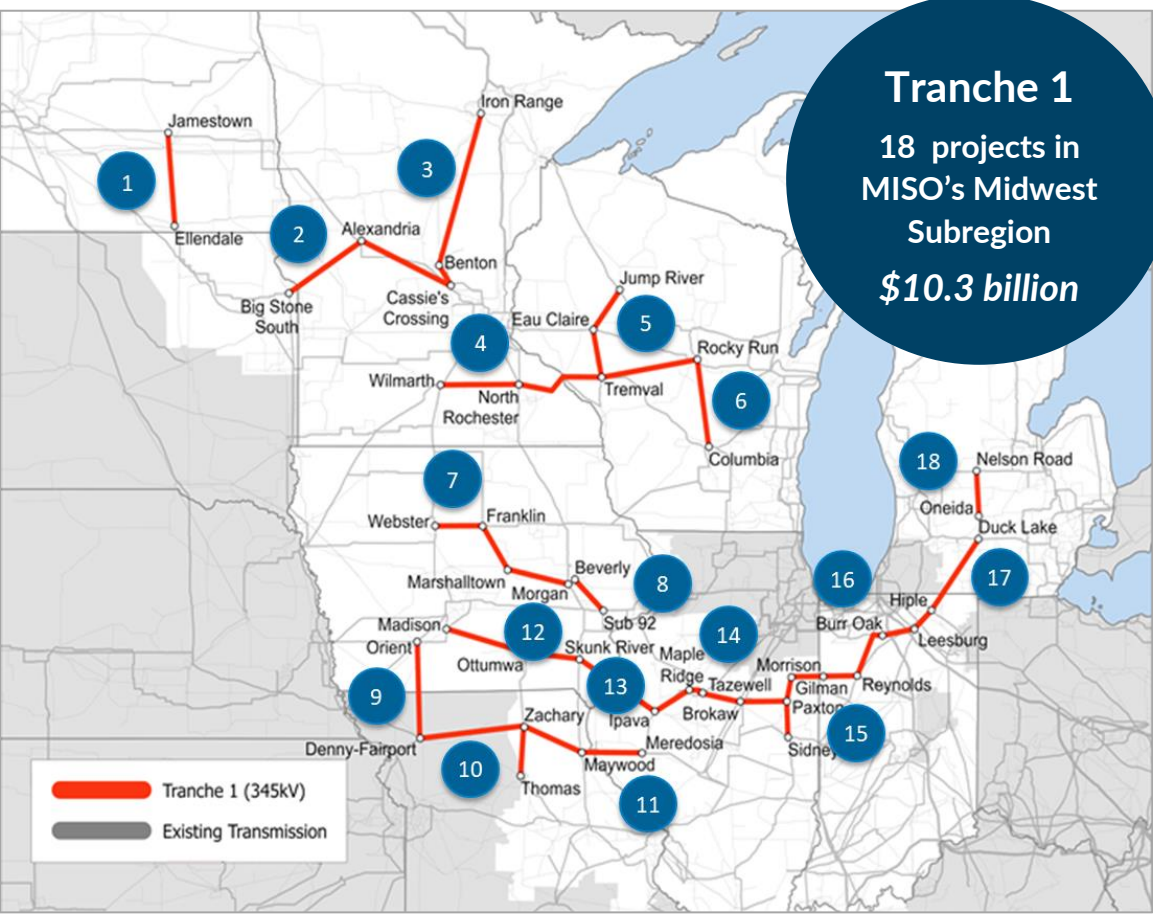 Tranche 1
18 projects in
MISO's Midwest
Subregion
$10.3 billion
Iron Range
Jamestown
3
1
2
Alexandria
Ellendale
Benton
Jump River
Big Stone
South
Cassie's
Crossing
Eau Claire
5
4
Rocky Run
Wilmarth
North
Rochester
Tremval
6
Columbia
18
Nelson Road
7
Oneida
Webster
Franklin
Duck Lake
Beverly
8
16
17
Marshalltown
Morgan
Hiple
Sub 92
Burr Oak
Madison
12
14
Leesburg
Orient
Skunk River
Maple
Ridge
Ottumwa
Morrison
13
Tazewell
Gilman
Reynolds
9
Ipava
Brokaw
Paxton
Zachary
15
Denny-Fairport
Meredosia
Sidney
10
Maywood
Thomas
11
Tranche 1 (345kV)
Existing Transmission